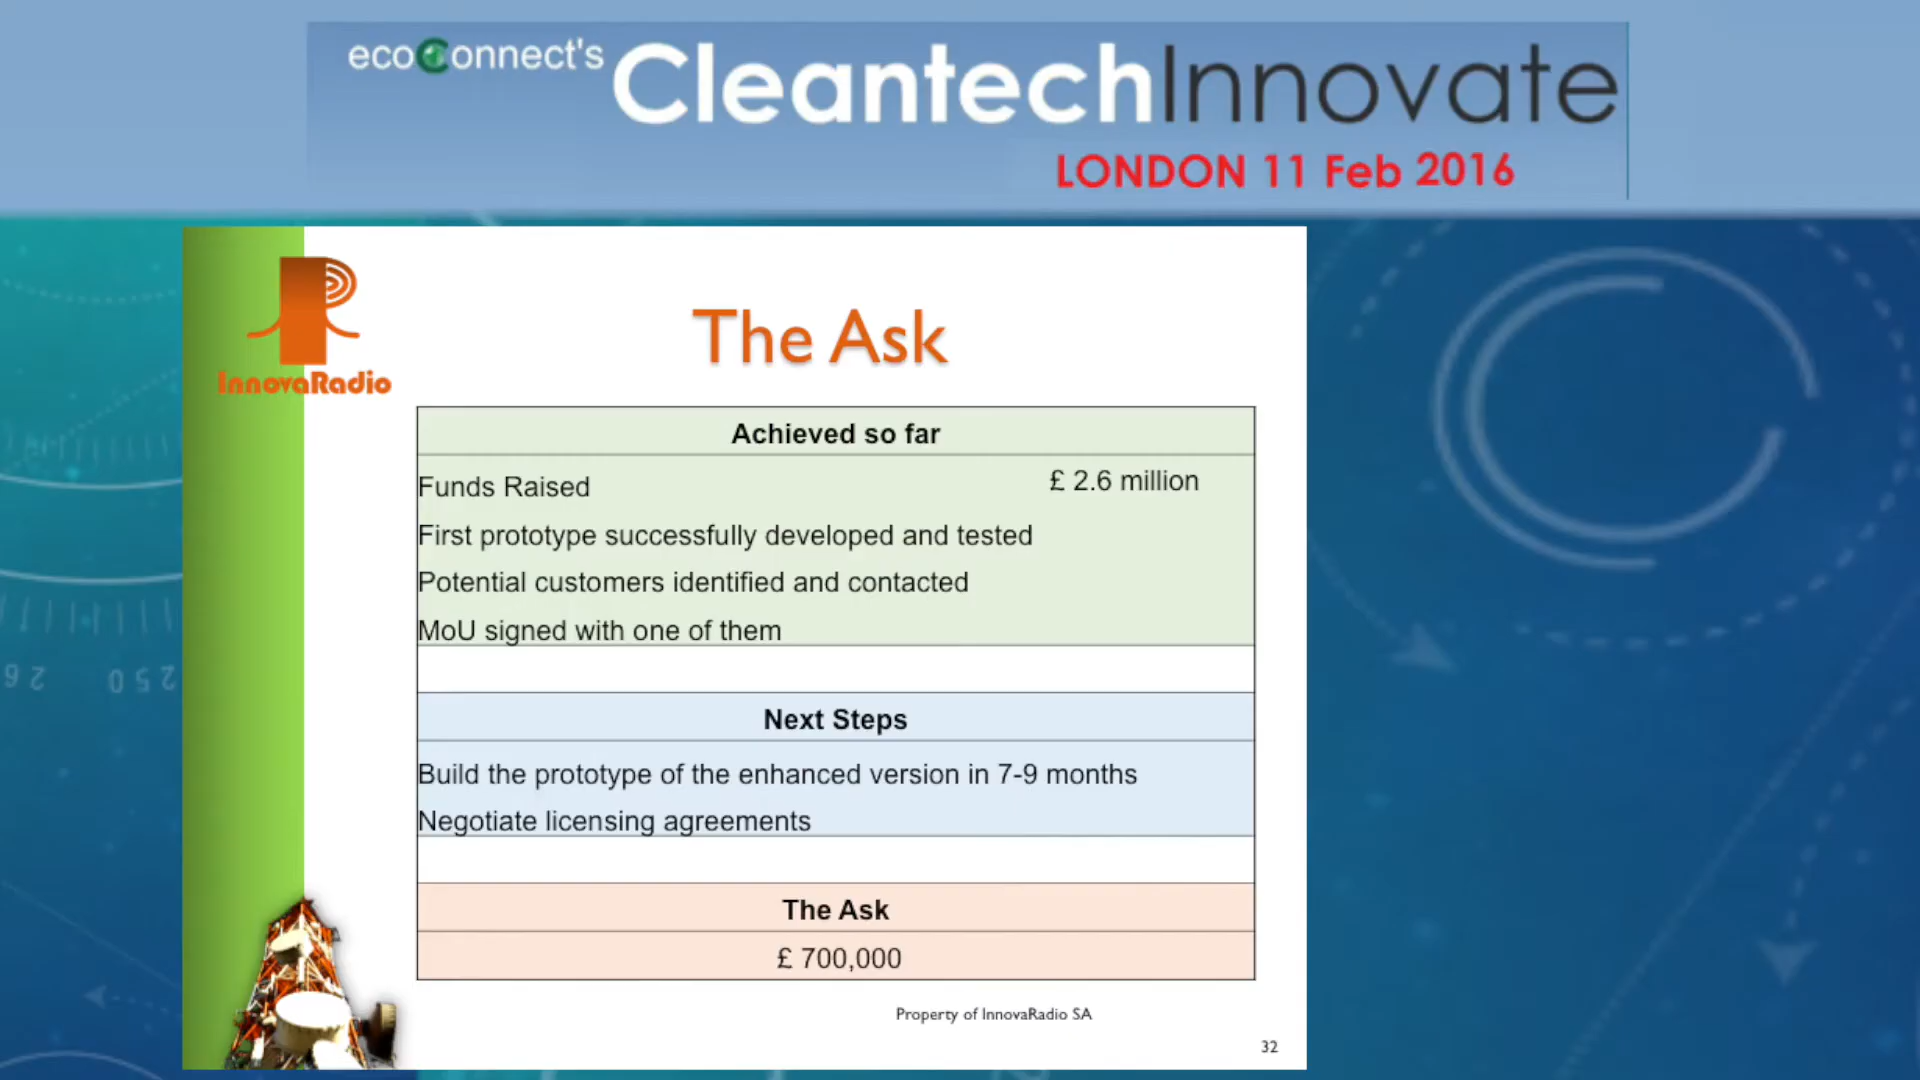 ecoConnect's CleantechInnovate
LONDON 11 Feb 2016
InnovaRadio
The Ask
Achieved so far
Funds Raised £ 2.6 million
First prototype successfully developed and tested
Potential customers identified and contacted
MoU signed with one of them
Next Steps
Build the prototype of the enhanced version in 7-9 months
Negotiate licensing agreements
The Ask
£ 700,000
Property of InnovaRadio SA
32
250